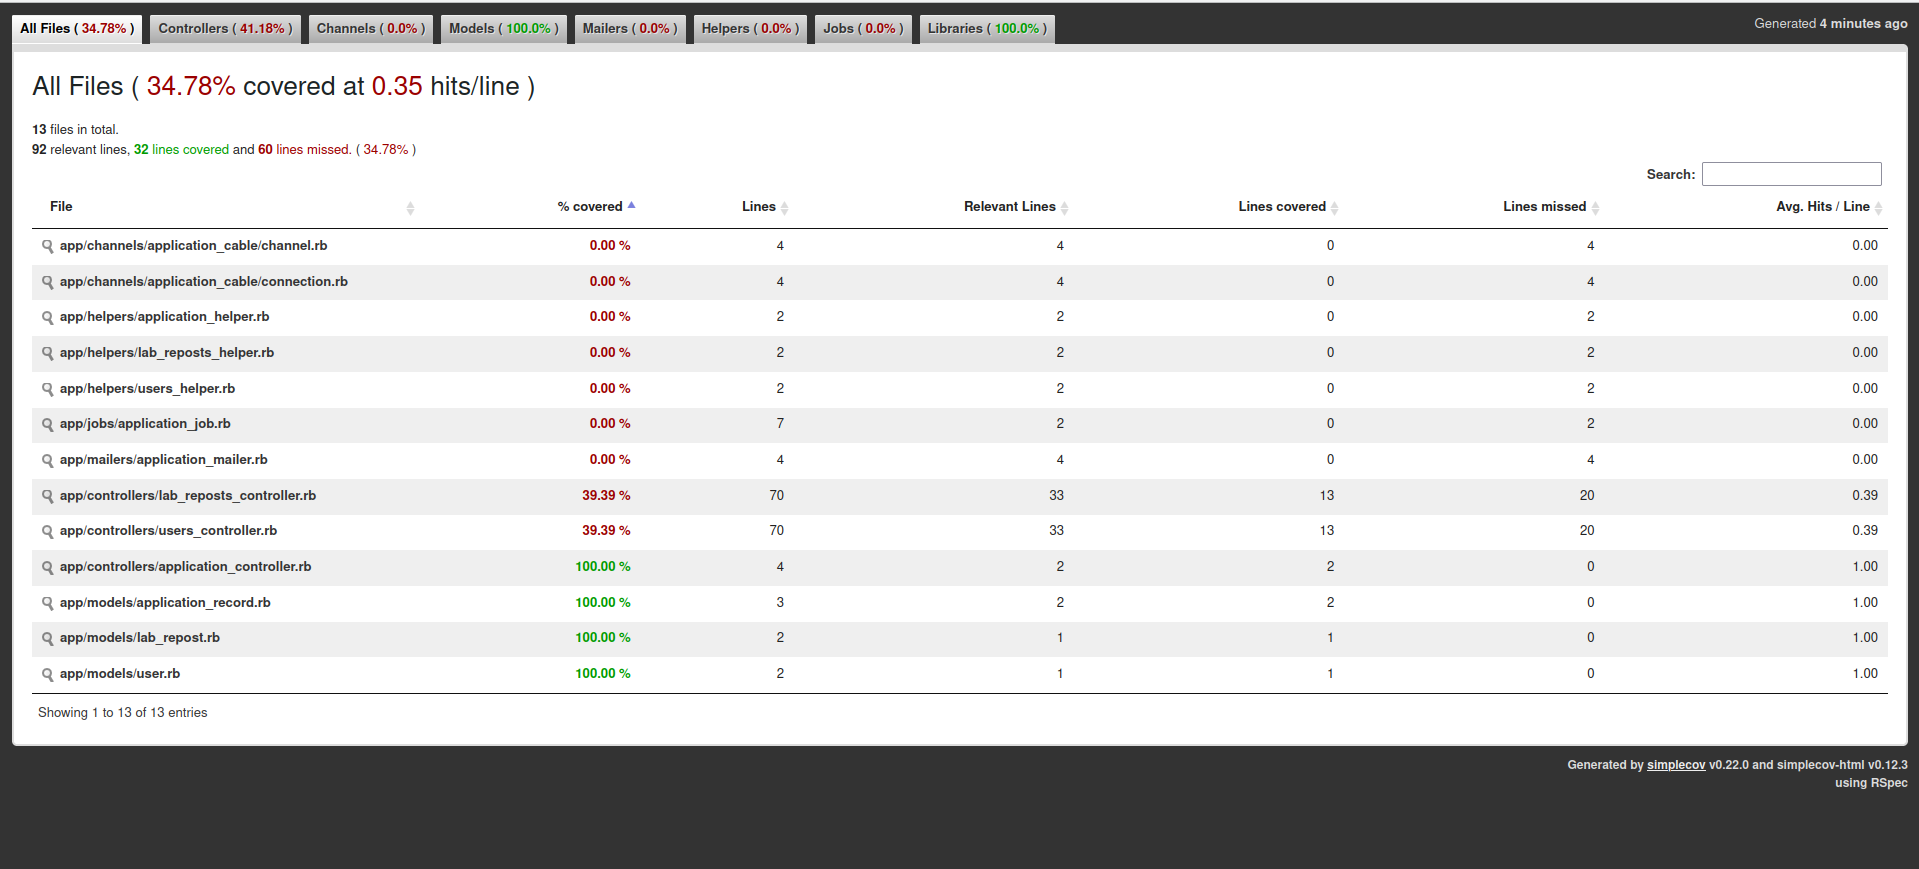 All Files ( 34.78% ) Controllers ( 41.18% ) Channels ( 0.0% ) Models ( 100.0% ) Mailers ( 0.0% ) Helpers ( 0.0% ) Jobs ( 0.0% ) Libraries ( 100.0% ) Generated 4 minutes ago
All Files ( 34.78% covered at 0.35 hits/line )
13 files in total.
92 relevant lines, 32 lines covered and 60 lines missed. ( 34.78% )
Search:
File % covered Lines Relevant Lines Lines covered Lines missed Avg. Hits / Line
app/channels/application_cable/channel.rb 0.00 % 4 4 0 4 0.00
app/channels/application_cable/connection.rb 0.00 % 4 4 0 4 0.00
app/helpers/application_helper.rb 0.00 % 2 2 0 2 0.00
app/helpers/lab_reposts_helper.rb 0.00 % 2 2 0 2 0.00
app/helpers/users_helper.rb 0.00 % 2 2 0 2 0.00
app/jobs/application_job.rb 0.00 % 7 2 0 2 0.00
app/mailers/application_mailer.rb 0.00 % 4 4 0 4 0.00
app/controllers/lab_reposts_controller.rb 39.39 % 70 33 13 20 0.39
app/controllers/users_controller.rb 39.39 % 70 33 13 20 0.39
app/controllers/application_controller.rb 100.00 % 4 2 2 0 1.00
app/models/application_record.rb 100.00 % 3 2 2 0 1.00
app/models/lab_repost.rb 100.00 % 2 1 1 0 1.00
app/models/user.rb 100.00 % 2 1 1 0 1.00
Showing 1 to 13 of 13 entries
Generated by simplecov v0.22.0 and simplecov-html v0.12.3
using RSpec